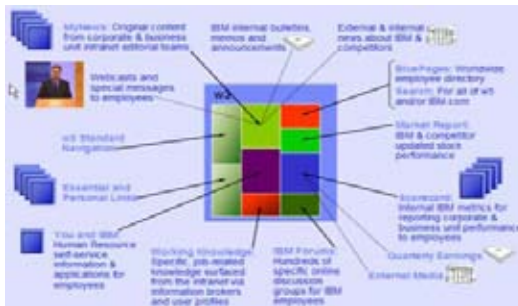 MyNews: Original content
from corporate & business
unit intranet editorial teams
IBM internal bulletins,
memos and
announcements
External & internal
news about IBM &
competitors
Webcasts and
special messages
to employees
w3
BluePages: Worldwide
employee directory
Search: For all of w3
and/or IBM.com
w3 Standard
Navigation
Market Report:
IBM & competitor
updated stock
performance
Essential and
Personal Links
Scorecard:
Internal IBM metrics for
reporting corporate &
business unit performance
to employees
You and IBM:
Human Resource
self-service
information &
applications for
employees
Working Knowledge:
Specific, job-related
knowledge surfaced
from the intranet via
information brokers
and user profiles
IBM Forums:
Hundreds of
specific online
discussion
groups for IBM
employees
Quarterly Earnings
External Media